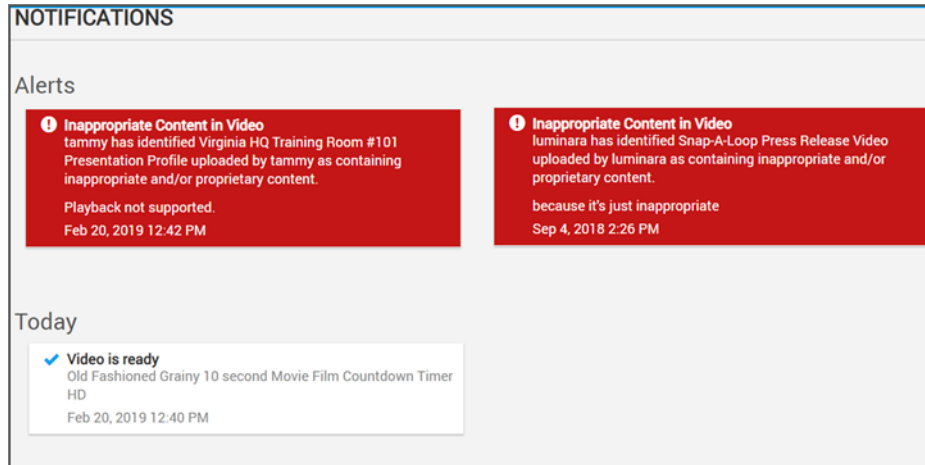 NOTIFICATIONS
Alerts
Inappropriate Content in Video
tammy has identified Virginia HQ Training Room #101
Presentation Profile uploaded by tammy as containing
inappropriate and/or proprietary content.
Playback not supported.
Feb 20, 2019 12:42 PM
Inappropriate Content in Video
luminara has identified Snap-A-Loop Press Release Video
uploaded by luminara as containing inappropriate and/or
proprietary content.
because it's just inappropriate
Sep 4, 2018 2:26 PM
Today
Video is ready
Old Fashioned Grainy 10 second Movie Film Countdown Timer
HD
Feb 20, 2019 12:40 PM